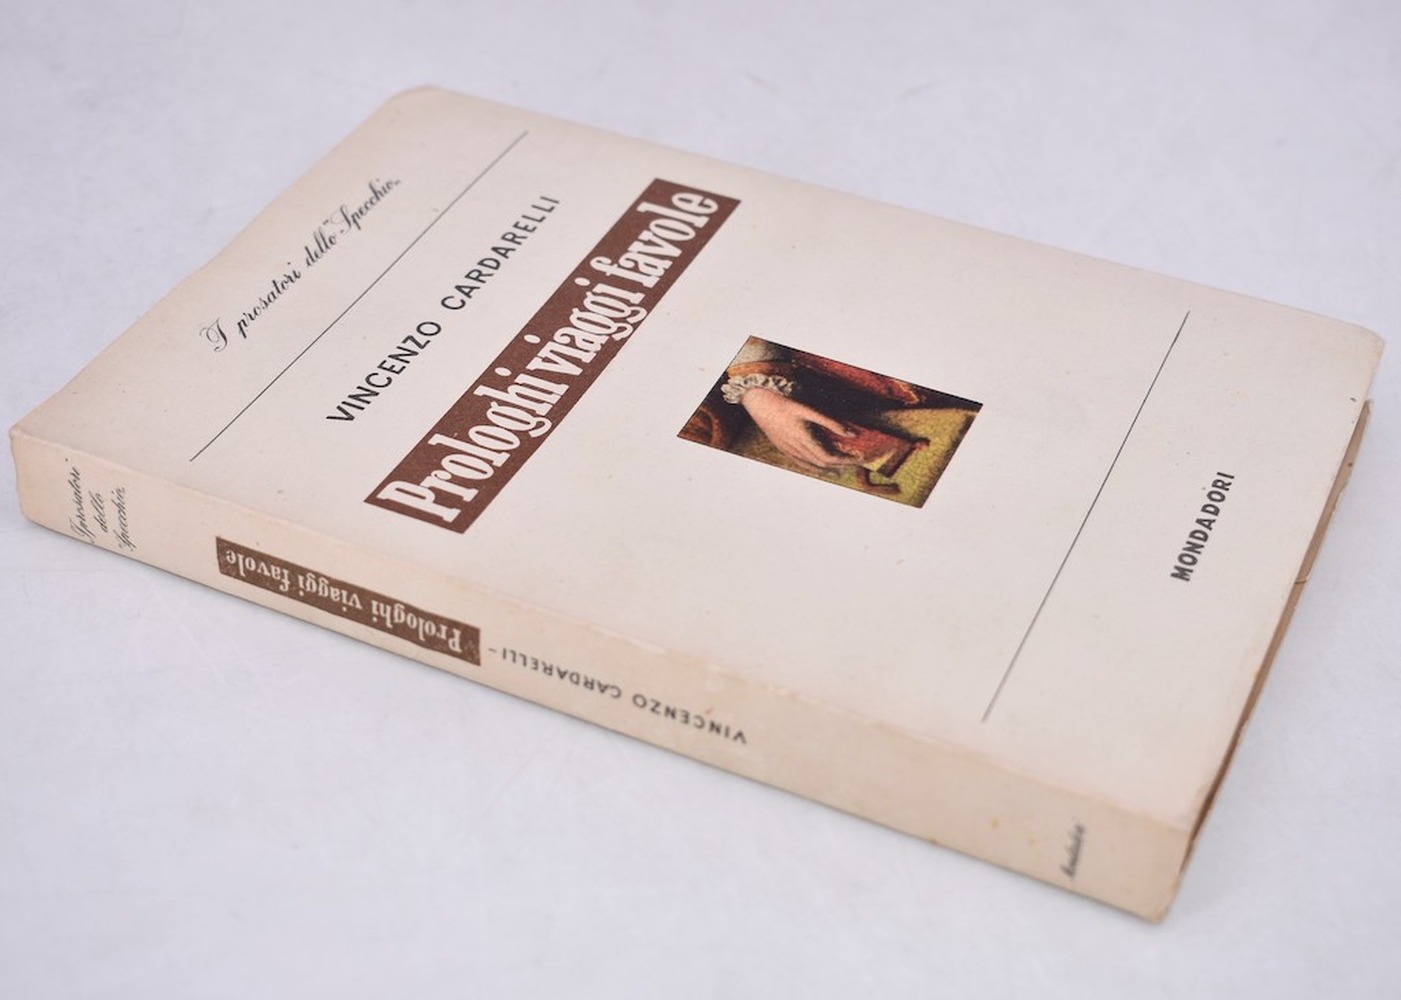 I prosatori dello "Specchio"
VINCENZO CARDARELLI
Prologhi viaggi favole
MONDADORI
I prosatori
dello
"Specchio"
Prologhi viaggi favole
VINCENZO CARDARELLI -
Mondadori